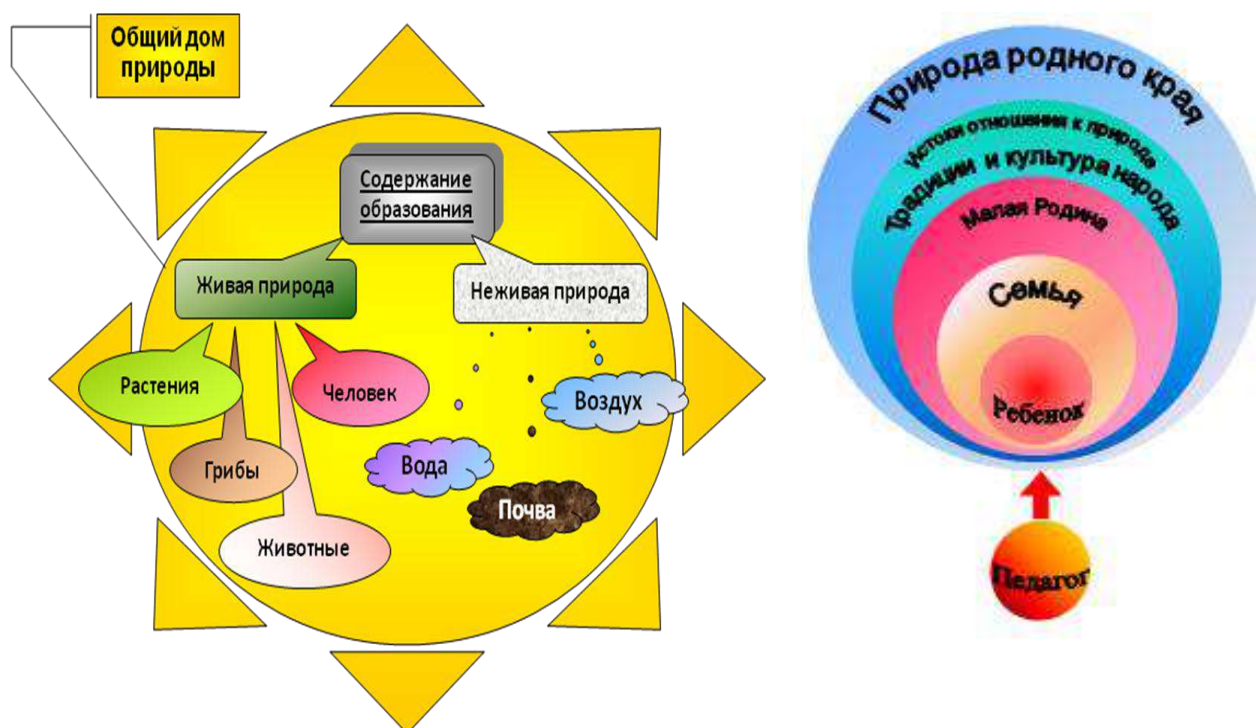 Общий дом
природы
Содержание
образования
Живая природа
Неживая природа
Растения
Человек
Грибы
Животные
Воздух
Вода
Почва
Природа родного края
Истоки отношения к природа
Традиции и культура народа
Малая Родина
Семья
Ребенок
Педагог